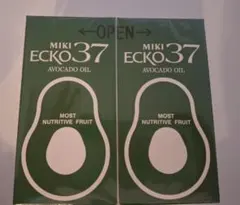 ←OPEN→
MIKI
ECKO37
AVOCADO OIL
MOST
NUTRITIVE FRUIT
MIKI
ECKO37
AVOCADO OIL
MOST
NUTRITIVE FRUIT